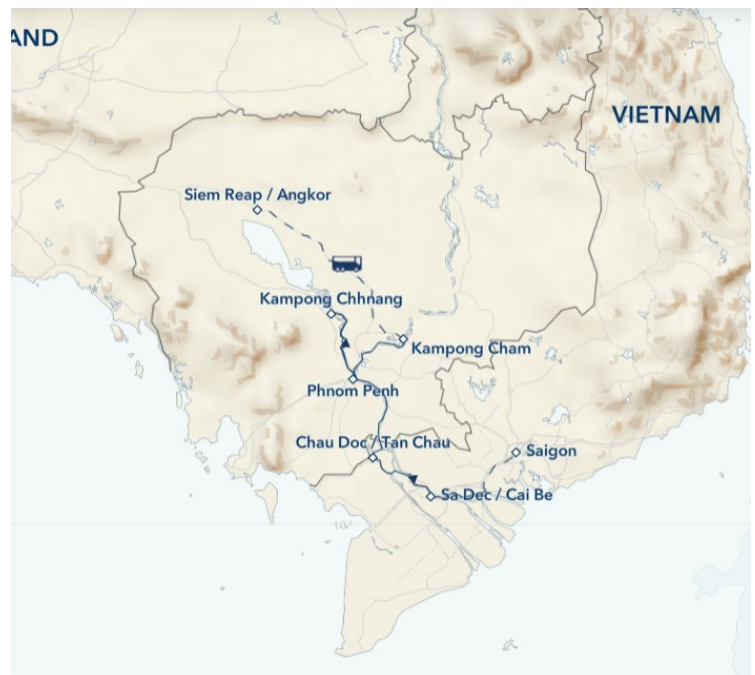 AND
VIETNAM
Siem Reap / Angkor
Kampong Chhnang
Kampong Cham
Phnom Penh
Chau Doc / Tan Chau
Saigon
Sa Dec / Cai Be
10°